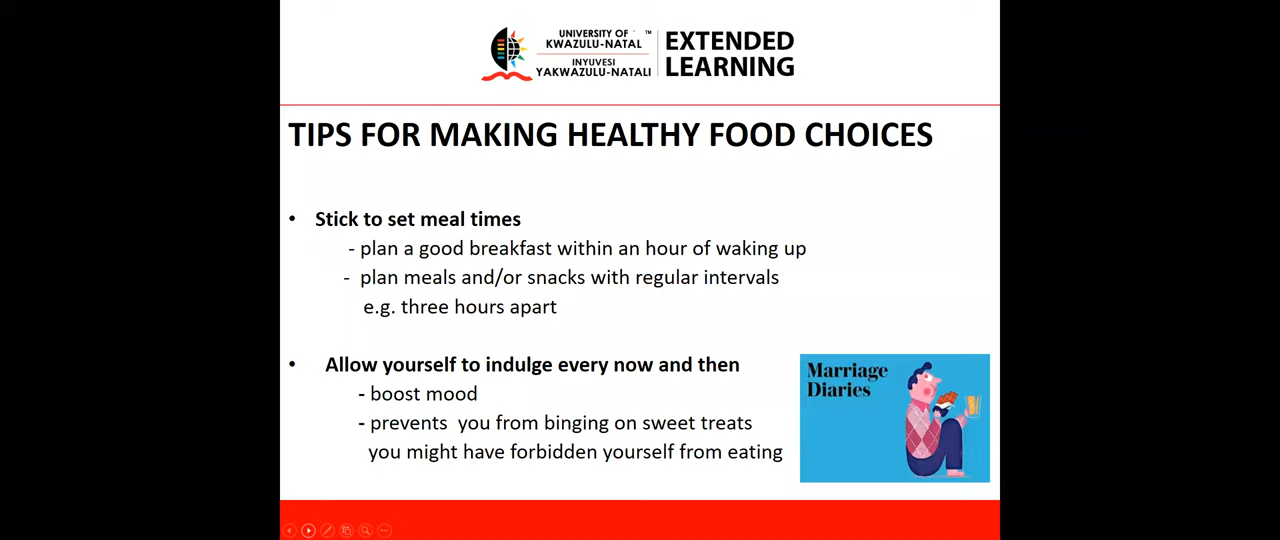 UNIVERSITY OF ™
KWAZULU-NATAL
INYUVESI
YAKWAZULU-NATALI
EXTENDED
LEARNING
TIPS FOR MAKING HEALTHY FOOD CHOICES
• Stick to set meal times
- plan a good breakfast within an hour of waking up
- plan meals and/or snacks with regular intervals
e.g. three hours apart
• Allow yourself to indulge every now and then
- boost mood
- prevents you from binging on sweet treats
you might have forbidden yourself from eating
Marriage
Diaries